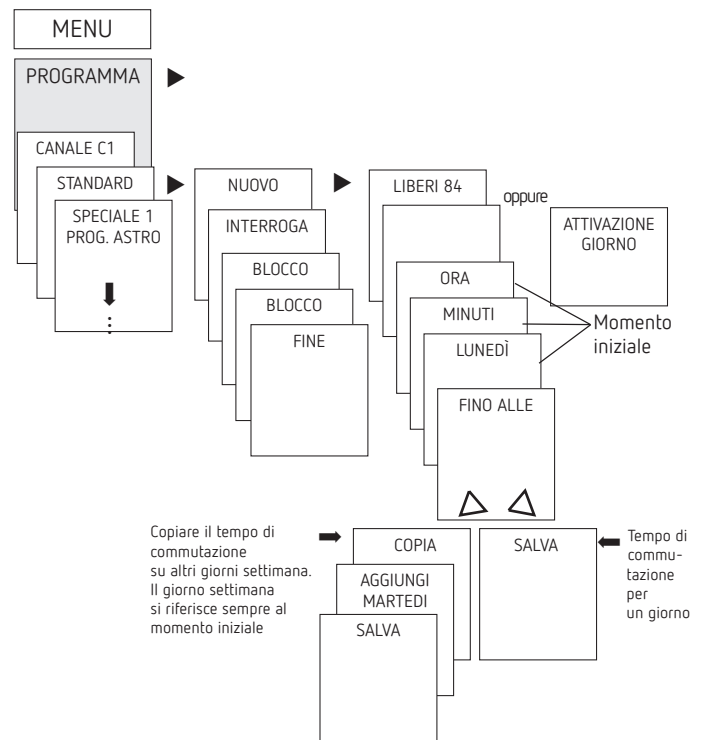 MENU
PROGRAMMA
CANALE C1
STANDARD
SPECIALE 1
PROG. ASTRO
NUOVO
INTERROGA
BLOCCO
BLOCCO
FINE
LIBERI 84
oppure
ATTIVAZIONE
GIORNO
ORA
MINUTI
LUNEDÌ
Momento
iniziale
FINO ALLE
Copiare il tempo di
commutazione
su altri giorni settimana.
Il giorno settimana
si riferisce sempre al
momento iniziale
COPIA
AGGIUNGI
MARTEDI
SALVA
SALVA
Tempo di
commu-
tazione
per
un giorno